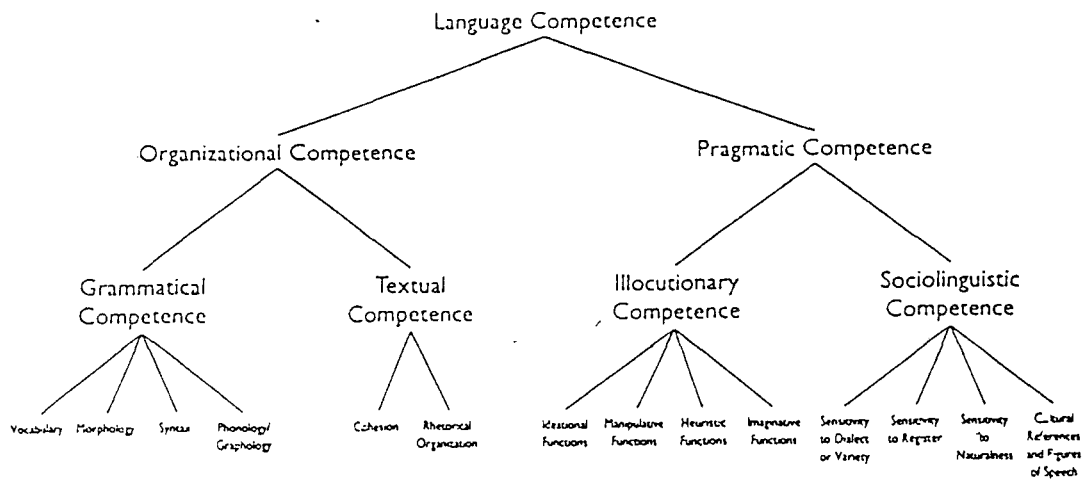 Language Competence
Organizational Competence
Pragmatic Competence
Grammatical
Competence
Textual
Competence
Illocutionary
Competence
Sociolinguistic
Competence
Vocabulary
Morphology
Syntax
Phonology/
Graphology
Cohesion
Rhetorical
Organization
Ideational
Functions
Manipulative
Functions
Heuristic
Functions
Imaginative
Functions
Sensitivity
to Dialect
or Variety
Sensitivity
to Register
Sensitivity
to
Naturalness
Cultural
References
and Figures
of Speech